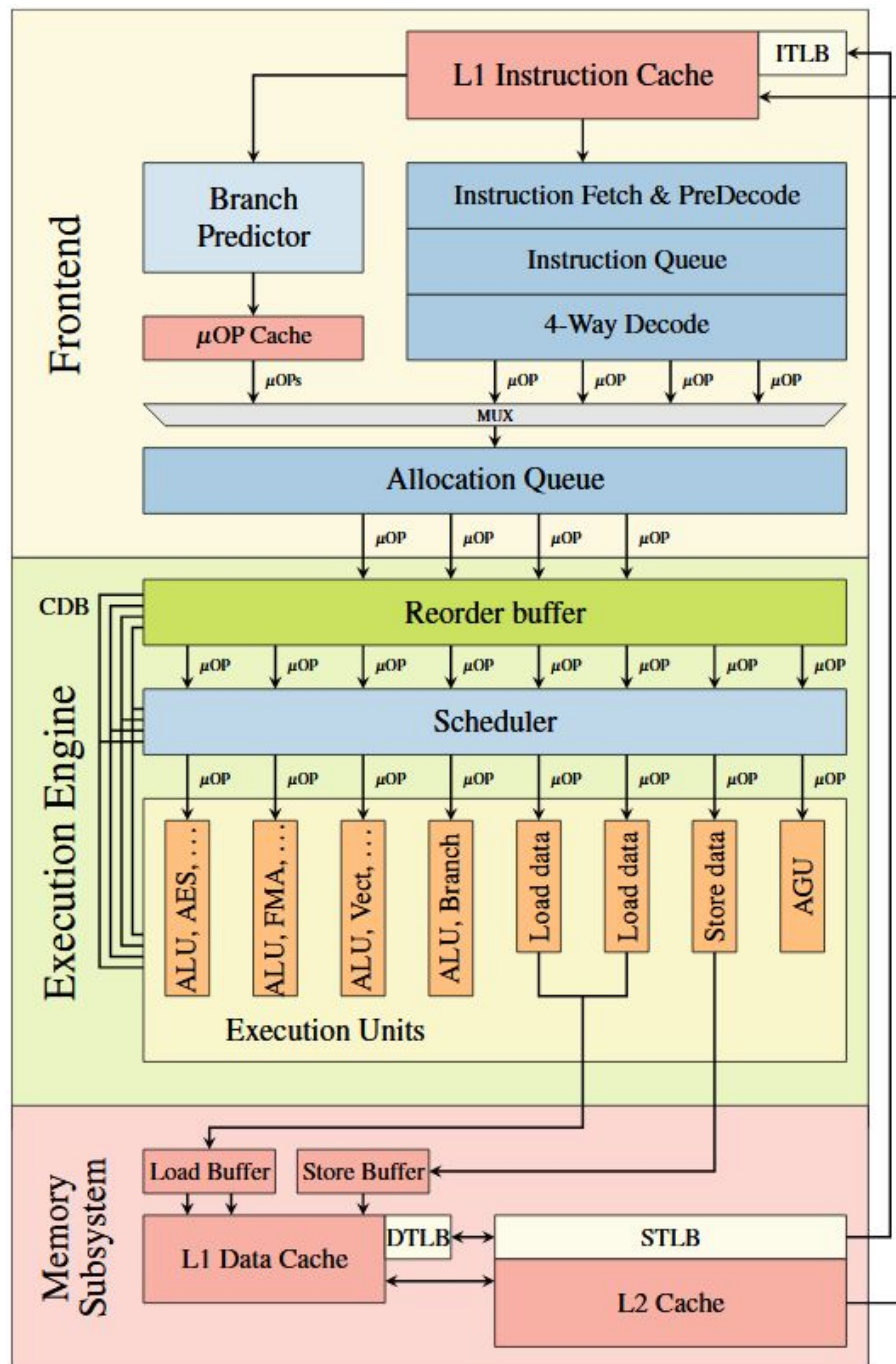 Frontend
L1 Instruction Cache
ITLB
Branch
Predictor
Instruction Fetch & PreDecode
Instruction Queue
4-Way Decode
μOP Cache
μOPs
μOP
μOP
μOP
μOP
MUX
Allocation Queue
μOP
μOP
μOP
μOP
Execution Engine
CDB
Reorder buffer
μOP
μOP
μOP
μOP
μOP
μOP
μOP
μOP
Scheduler
μOP
μOP
μOP
μOP
μOP
μOP
μOP
μOP
ALU, AES, …
ALU, FMA, …
ALU, Vect, …
ALU, Branch
Load data
Load data
Store data
AGU
Execution Units
Memory
Subsystem
Load Buffer
Store Buffer
L1 Data Cache
DTLB
STLB
L2 Cache